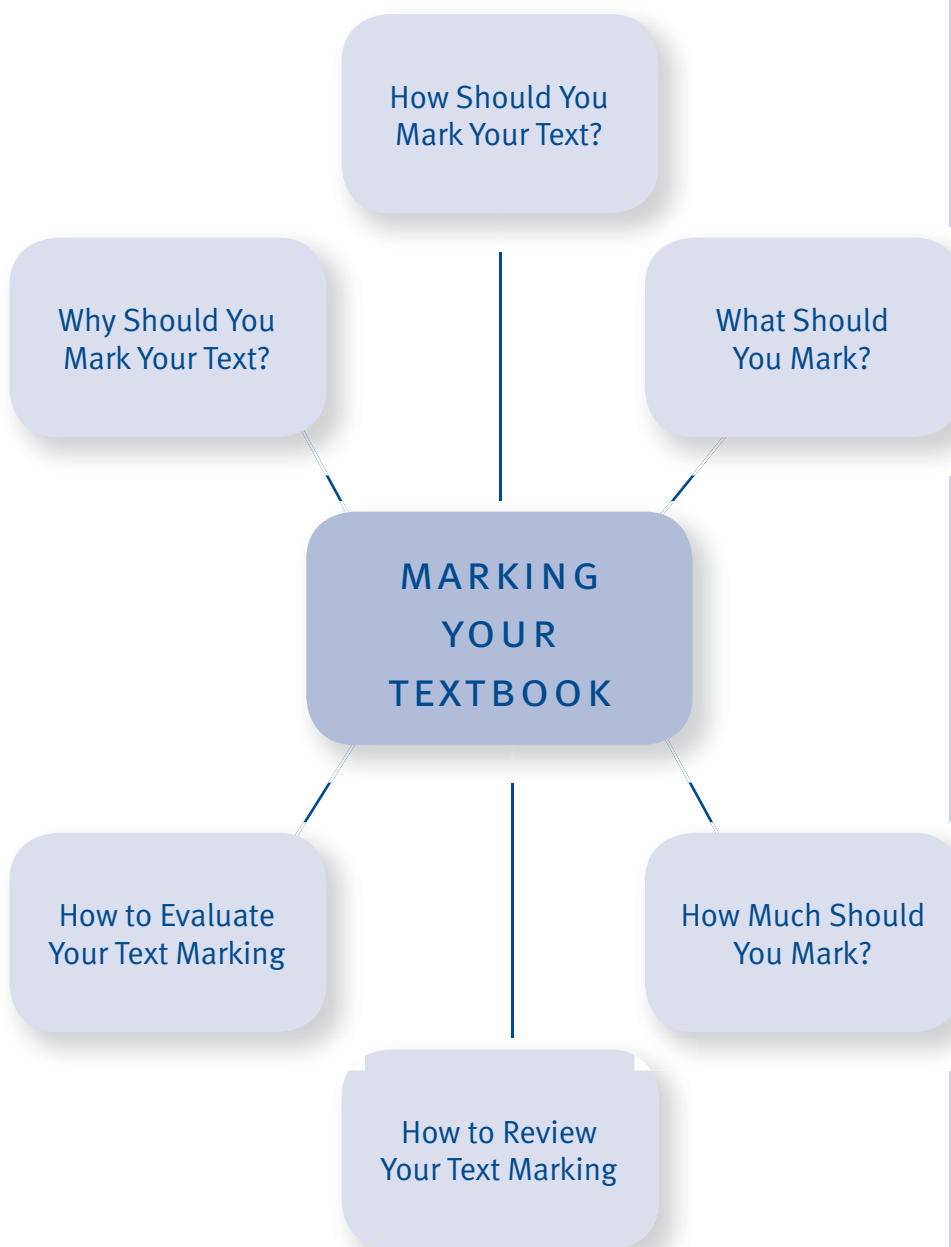 How Should You
Mark Your Text?
Why Should You
Mark Your Text?
What Should
You Mark?
MARKING
YOUR
TEXTBOOK
How to Evaluate
Your Text Marking
How Much Should
You Mark?
How to Review
Your Text Marking